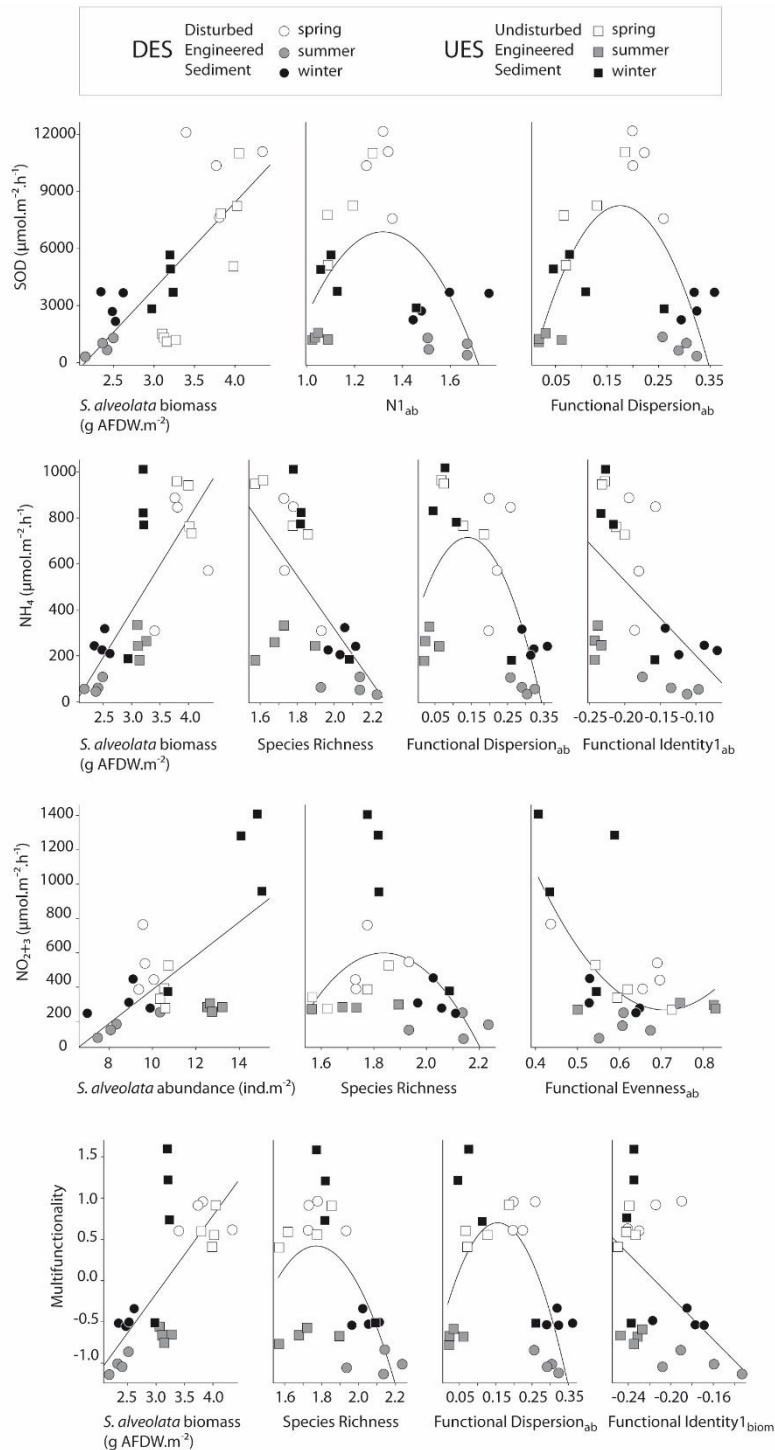 DES
Disturbed
Engineered
Sediment
spring
summer
winter
UES
Undisturbed
Engineered
Sediment
spring
summer
winter
SOD (μmol.m⁻².h⁻¹)
12000
9000
6000
3000
0
2.5 3.0 3.5 4.0
S. alveolata biomass
(g AFDW.m⁻²)
1.0 1.2 1.4 1.6
N1ab
0.05 0.15 0.25 0.35
Functional Dispersionab
NH₄ (μmol.m⁻².h⁻¹)
1000
800
600
400
200
0
2.5 3.0 3.5 4.0
S. alveolata biomass
(g AFDW.m⁻²)
1.6 1.8 2.0 2.2
Species Richness
0.05 0.15 0.25 0.35
Functional Dispersionab
-0.25 -0.20 -0.15 -0.10
Functional Identity1ab
NO₂₊₃ (μmol.m⁻².h⁻¹)
1400
1200
1000
800
600
400
200
0
8 10 12 14
S. alveolata abundance (ind.m⁻²)
1.6 1.8 2.0 2.2
Species Richness
0.4 0.5 0.6 0.7 0.8
Functional Evennessab
Multifunctionality
1.5
1.0
0.5
0.0
-0.5
-1.0
2.5 3.0 3.5 4.0
S. alveolata biomass
(g AFDW.m⁻²)
1.6 1.8 2.0 2.2
Species Richness
0.05 0.15 0.25 0.35
Functional Dispersionab
-0.24 -0.20 -0.16
Functional Identity1biom